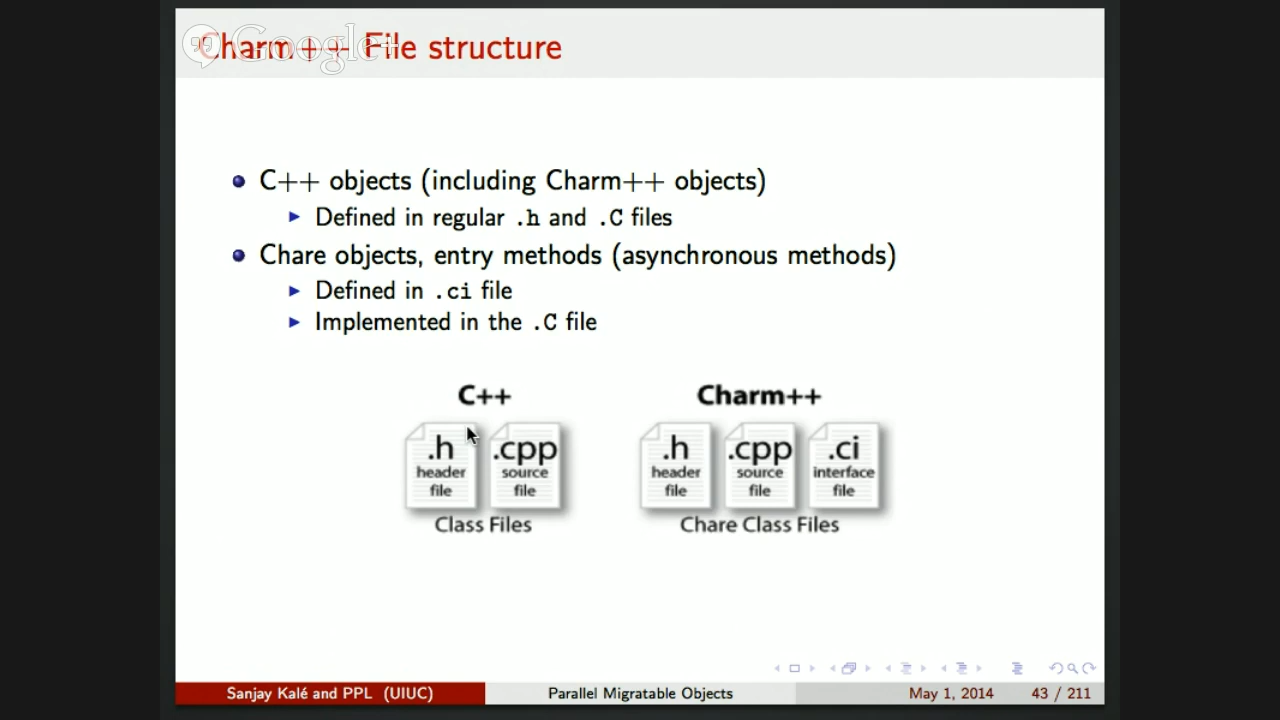 Charm++ File structure
Google+
C++ objects (including Charm++ objects)
Defined in regular .h and .C files
Chare objects, entry methods (asynchronous methods)
Defined in .ci file
Implemented in the .C file
C++
Charm++
.h header file
.cpp source file
.h header file
.cpp source file
.ci interface file
Class Files
Chare Class Files
Sanjay Kalé and PPL (UIUC)
Parallel Migratable Objects
May 1, 2014
43 / 211